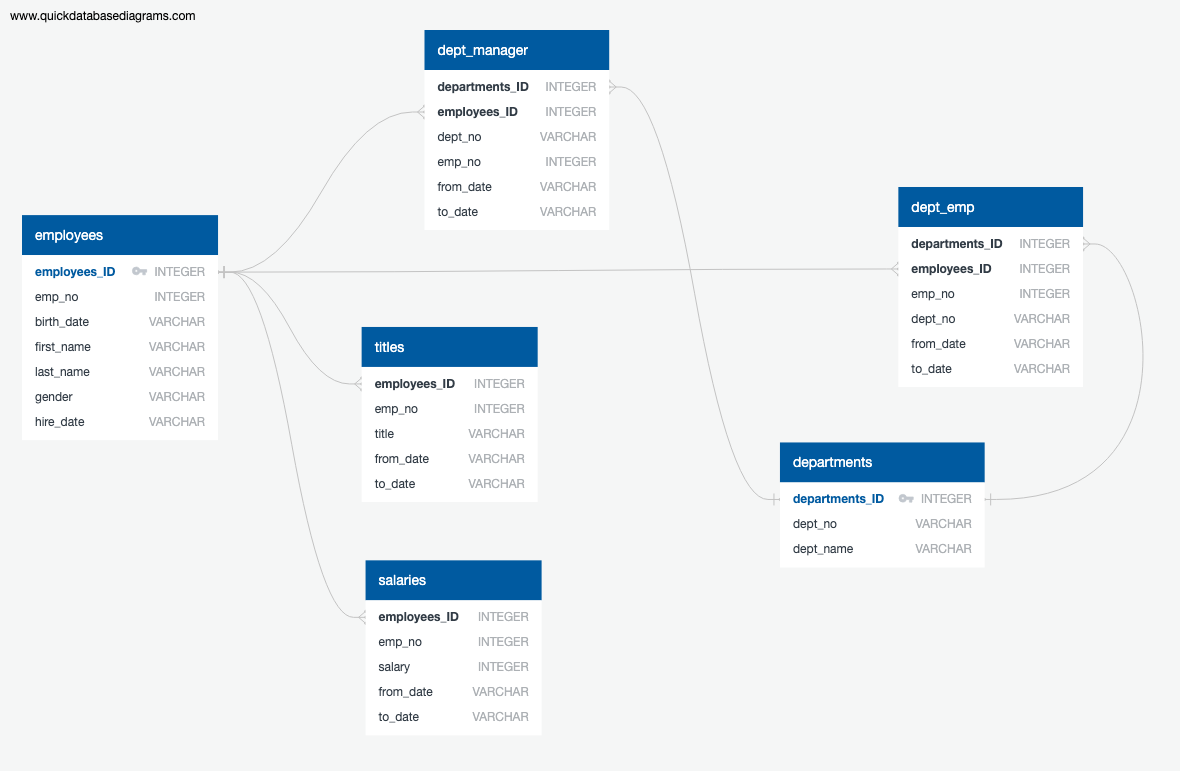 www.quickdatabasediagrams.com
dept_manager
departments_ID INTEGER
employees_ID INTEGER
dept_no VARCHAR
emp_no INTEGER
from_date VARCHAR
to_date VARCHAR
dept_emp
departments_ID INTEGER
employees_ID INTEGER
emp_no INTEGER
dept_no VARCHAR
from_date VARCHAR
to_date VARCHAR
employees
employees_ID INTEGER
emp_no INTEGER
birth_date VARCHAR
first_name VARCHAR
last_name VARCHAR
gender VARCHAR
hire_date VARCHAR
titles
employees_ID INTEGER
emp_no INTEGER
title VARCHAR
from_date VARCHAR
to_date VARCHAR
departments
departments_ID INTEGER
dept_no VARCHAR
dept_name VARCHAR
salaries
employees_ID INTEGER
emp_no INTEGER
salary INTEGER
from_date VARCHAR
to_date VARCHAR